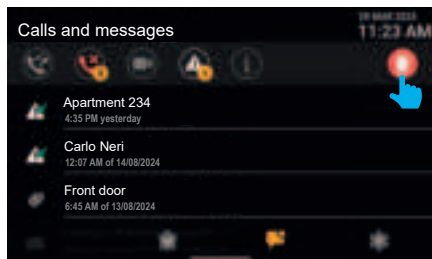 Calls and messages
11:23 AM
Apartment 234
4:35 PM yesterday
Carlo Neri
12:07 AM of 14/08/2024
Front door
6:45 AM of 13/08/2024